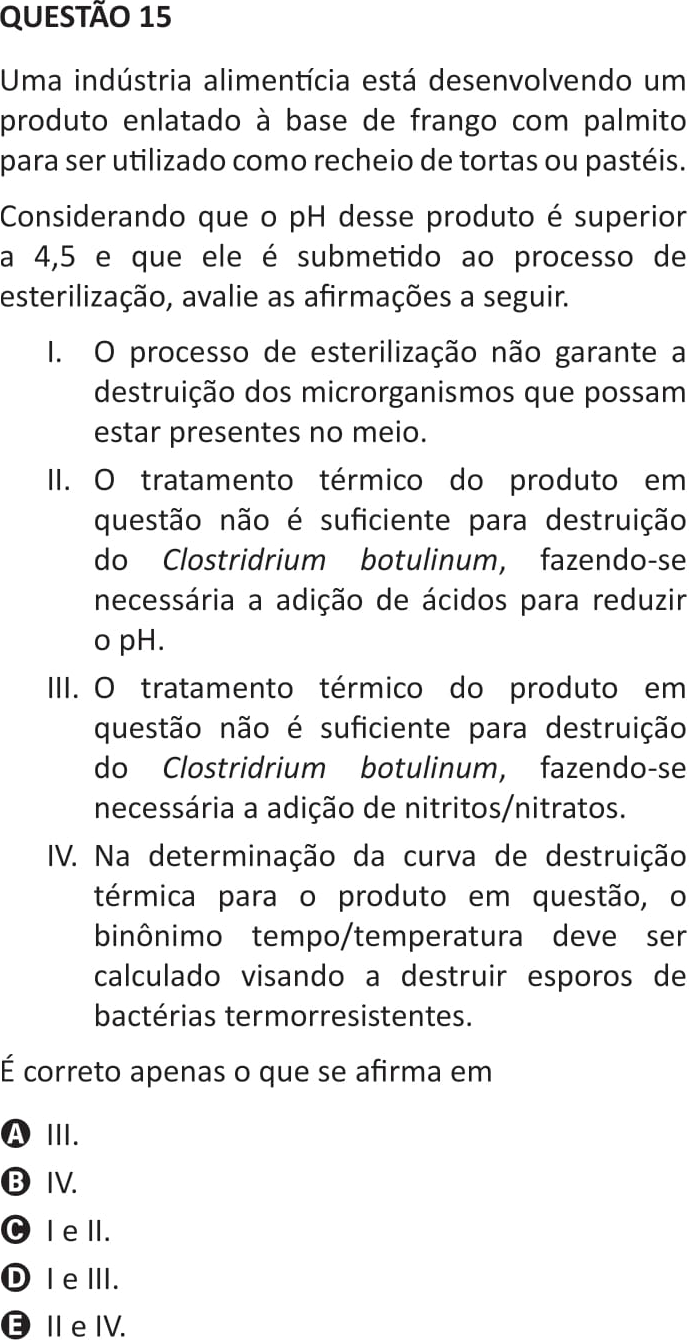 QUESTÃO 15
Uma indústria alimentícia está desenvolvendo um
produto enlatado à base de frango com palmito
para ser utilizado como recheio de tortas ou pastéis.
Considerando que o pH desse produto é superior
a 4,5 e que ele é submetido ao processo de
esterilização, avalie as afirmações a seguir.
I. O processo de esterilização não garante a
destruição dos microrganismos que possam
estar presentes no meio.
II. O tratamento térmico do produto em
questão não é suficiente para destruição
do Clostridrium botulinum, fazendo-se
necessária a adição de ácidos para reduzir
o pH.
III. O tratamento térmico do produto em
questão não é suficiente para destruição
do Clostridrium botulinum, fazendo-se
necessária a adição de nitritos/nitratos.
IV. Na determinação da curva de destruição
térmica para o produto em questão, o
binônimo tempo/temperatura deve ser
calculado visando a destruir esporos de
bactérias termorresistentes.
É correto apenas o que se afirma em
A III.
B IV.
C I e II.
D I e III.
E II e IV.